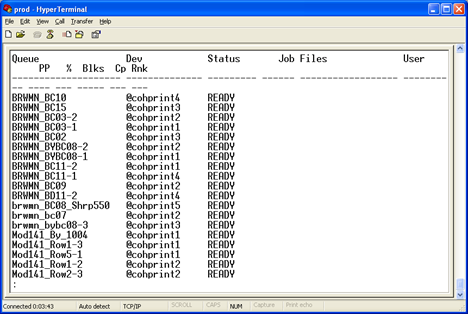 prod - HyperTerminal
File Edit View Call Transfer Help
Queue Dev Status Job Files User
PP % Blks Cp Rnk
-------------------- -------------- --------- ------ ------------------ --------
-- ---- --- ----- --- ---
BRWMN_BC10 @cohprint4 READY
BRWMN_BC15 @cohprint3 READY
BRWMN_BC03-2 @cohprint2 READY
BRWMN_BC03-1 @cohprint1 READY
BRWMN_BC02 @cohprint3 READY
BRWMN_BYBC08-2 @cohprint2 READY
BRWMN_BYBC08-1 @cohprint1 READY
BRWMN_BC11-2 @cohprint1 READY
BRWMN_BC11-1 @cohprint4 READY
BRWMN_BC09 @cohprint2 READY
BRWMN_BD11-2 @cohprint4 READY
brwmn_BC08_Shrp550 @cohprint5 READY
brwmn_bc07 @cohprint2 READY
brwmn_bybc08-3 @cohprint3 READY
Mod141_By_1004 @cohprint1 READY
Mod141_Row1-3 @cohprint2 READY
Mod141_Row5-1 @cohprint1 READY
Mod141_Row1-2 @cohprint1 READY
Mod141_Row2-3 @cohprint2 READY
:
Connected 0:03:43 Auto detect TCP/IP SCROLL CAPS NUM Capture Print echo